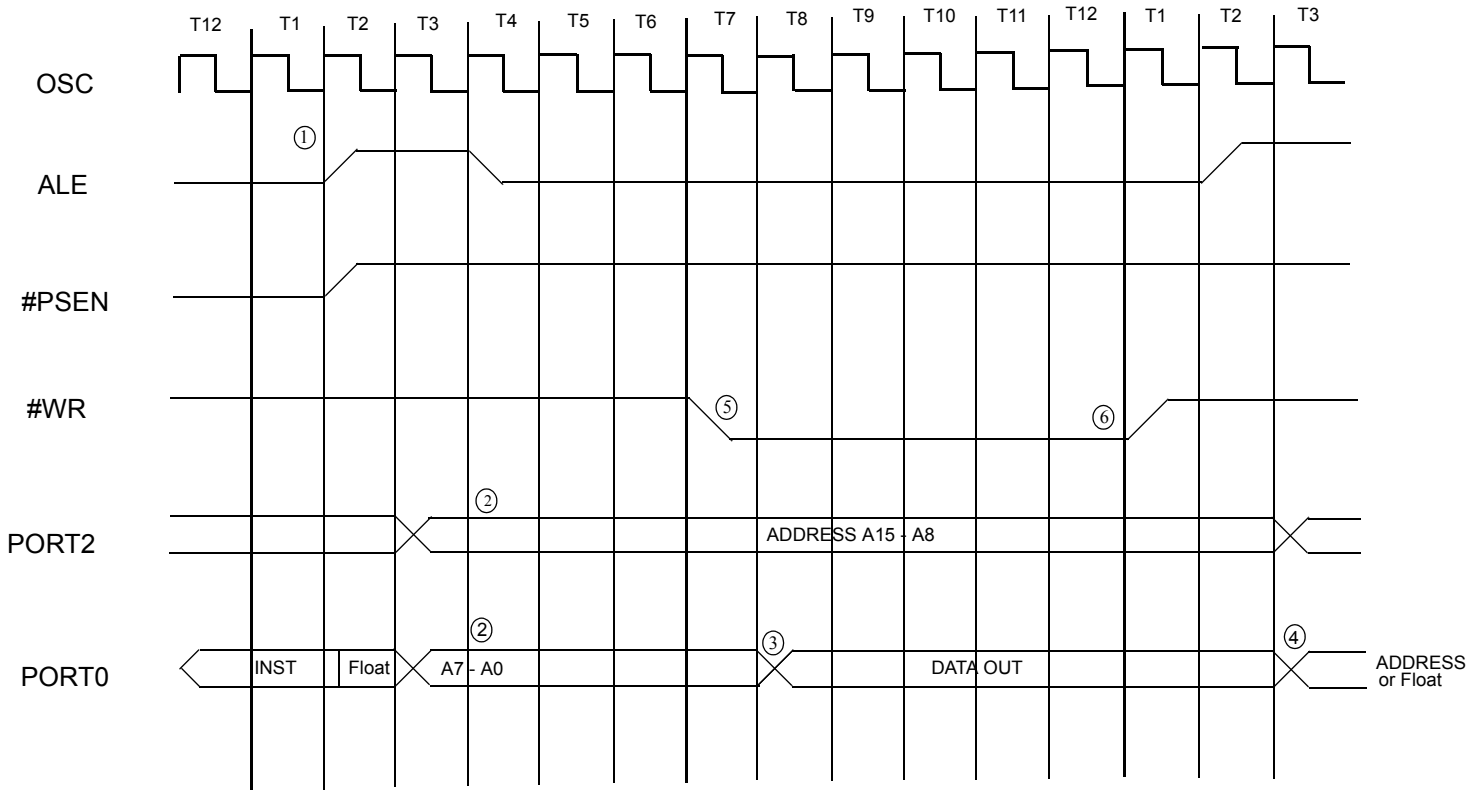 T12 T1 T2 T3 T4 T5 T6 T7 T8 T9 T10 T11 T12 T1 T2 T3
OSC
①
ALE
#PSEN
#WR
⑤
⑥
②
PORT2
ADDRESS A15 - A8
②
③
④
PORT0
INST
Float
A7 - A0
DATA OUT
ADDRESS
or Float